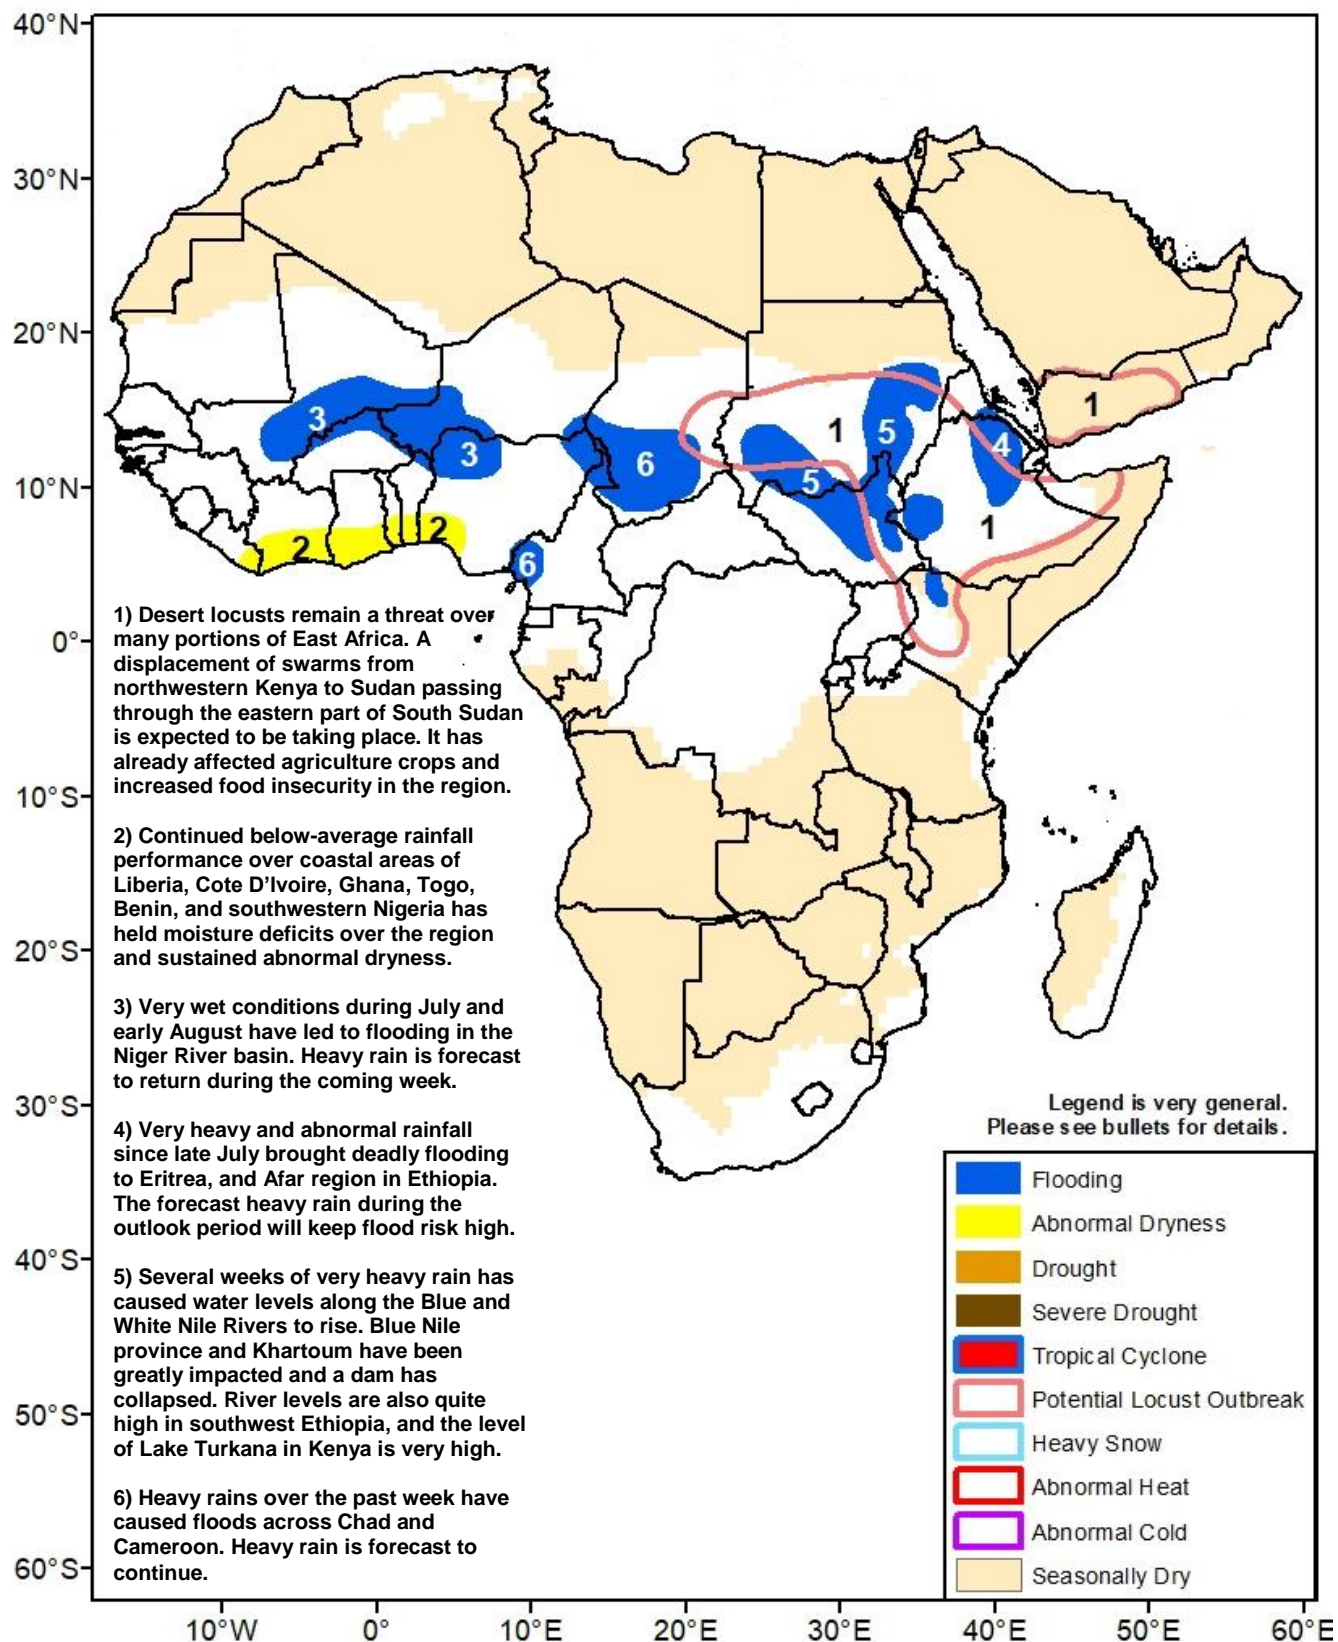 40°N
30°N
20°N
10°N
0°
10°S
20°S
30°S
40°S
50°S
60°S
3
3
6
1
5
5
4
1
1
2
2
6
1) Desert locusts remain a threat over
many portions of East Africa. A
displacement of swarms from
northwestern Kenya to Sudan passing
through the eastern part of South Sudan
is expected to be taking place. It has
already affected agriculture crops and
increased food insecurity in the region.
2) Continued below-average rainfall
performance over coastal areas of
Liberia, Cote D'Ivoire, Ghana, Togo,
Benin, and southwestern Nigeria has
held moisture deficits over the region
and sustained abnormal dryness.
3) Very wet conditions during July and
early August have led to flooding in the
Niger River basin. Heavy rain is forecast
to return during the coming week.
4) Very heavy and abnormal rainfall
since late July brought deadly flooding
to Eritrea, and Afar region in Ethiopia.
The forecast heavy rain during the
outlook period will keep flood risk high.
5) Several weeks of very heavy rain has
caused water levels along the Blue and
White Nile Rivers to rise. Blue Nile
province and Khartoum have been
greatly impacted and a dam has
collapsed. River levels are also quite
high in southwest Ethiopia, and the level
of Lake Turkana in Kenya is very high.
6) Heavy rains over the past week have
caused floods across Chad and
Cameroon. Heavy rain is forecast to
continue.
Legend is very general.
Please see bullets for details.
Flooding
Abnormal Dryness
Drought
Severe Drought
Tropical Cyclone
Potential Locust Outbreak
Heavy Snow
Abnormal Heat
Abnormal Cold
Seasonally Dry
10°W
0°
10°E
20°E
30°E
40°E
50°E
60°E